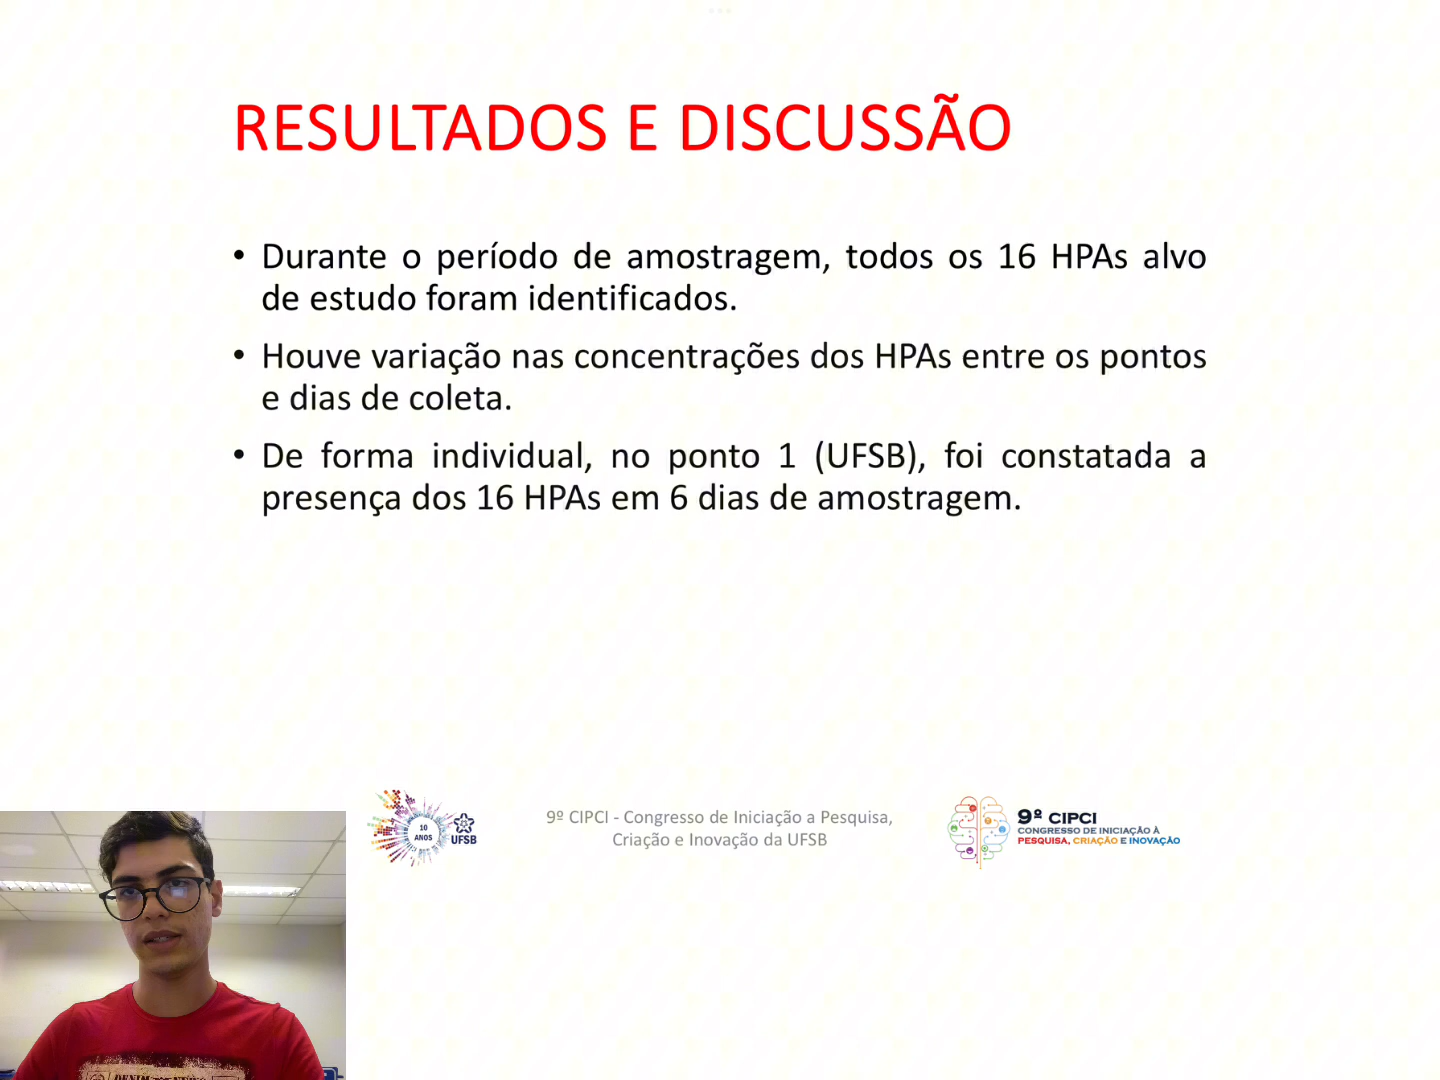 RESULTADOS E DISCUSSÃO
• Durante o período de amostragem, todos os 16 HPAs alvo
de estudo foram identificados.
• Houve variação nas concentrações dos HPAs entre os pontos
e dias de coleta.
• De forma individual, no ponto 1 (UFSB), foi constatada a
presença dos 16 HPAs em 6 dias de amostragem.
10
ANOS
UFSB
9º CIPCI - Congresso de Iniciação a Pesquisa,
Criação e Inovação da UFSB
9º CIPCI
CONGRESSO DE INICIAÇÃO À
PESQUISA, CRIAÇÃO E INOVAÇÃO